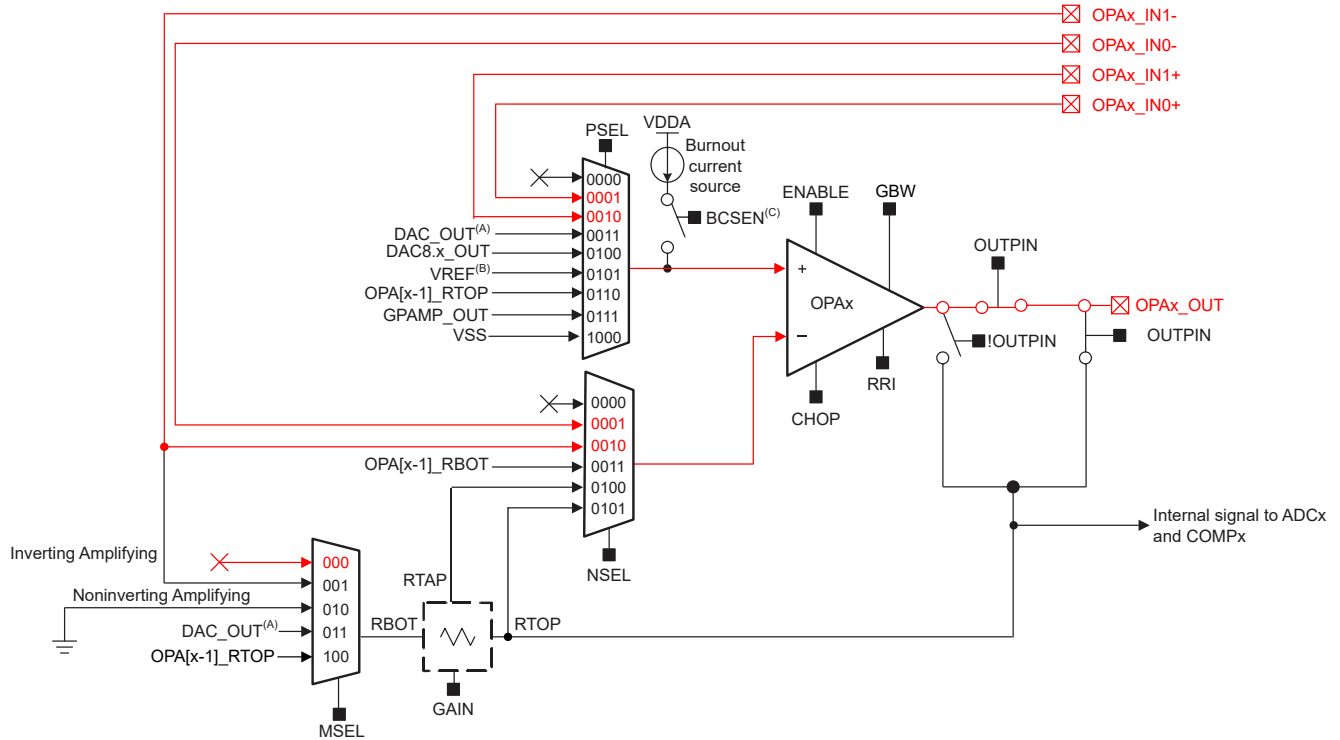 OPAx_IN1-
OPAx_IN0-
OPAx_IN1+
OPAx_IN0+
PSEL
VDDA
Burnout
current
source
BCSEN(C)
0000
0001
0010
DAC_OUT(A)
0011
DAC8.x_OUT
0100
VREF(B)
0101
OPA[x-1]_RTOP
0110
GPAMP_OUT
0111
VSS
1000
ENABLE
GBW
+
OPAx
−
CHOP
RRI
OUTPIN
OPAx_OUT
!OUTPIN
OUTPIN
0000
0001
0010
OPA[x-1]_RBOT
0011
0100
0101
NSEL
Internal signal to ADCx
and COMPx
Inverting Amplifying
000
001
Noninverting Amplifying
010
DAC_OUT(A)
011
OPA[x-1]_RTOP
100
MSEL
RBOT
RTAP
RTOP
GAIN